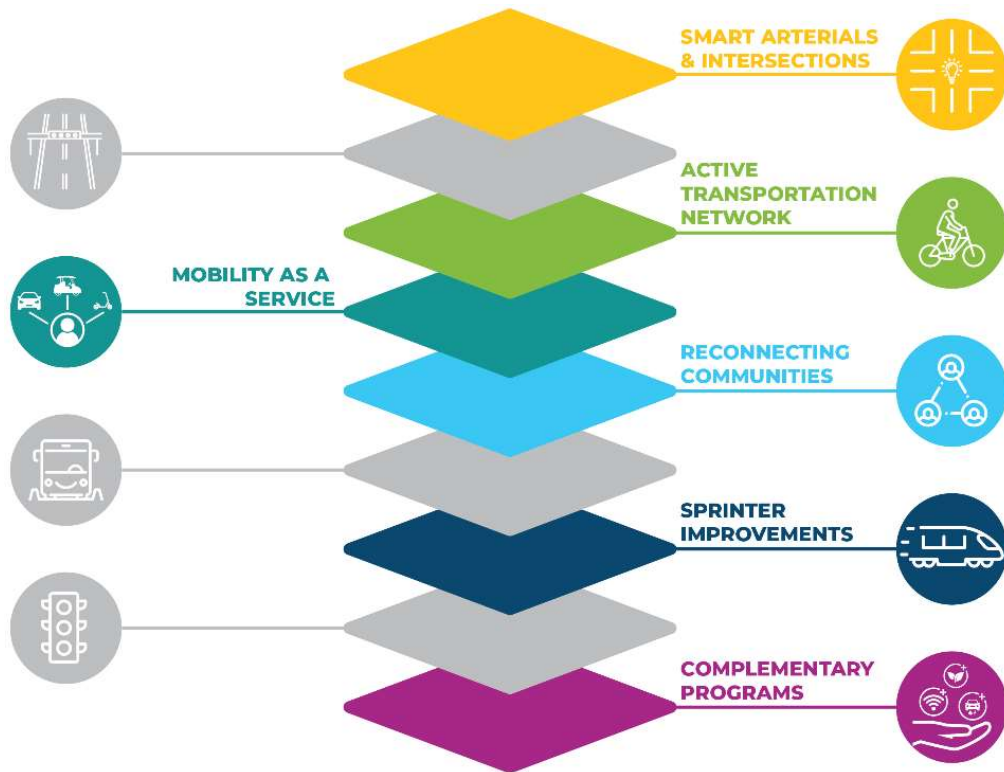 SMART ARTERIALS
& INTERSECTIONS
ACTIVE
TRANSPORTATION
NETWORK
MOBILITY AS A
SERVICE
RECONNECTING
COMMUNITIES
SPRINTER
IMPROVEMENTS
COMPLEMENTARY
PROGRAMS